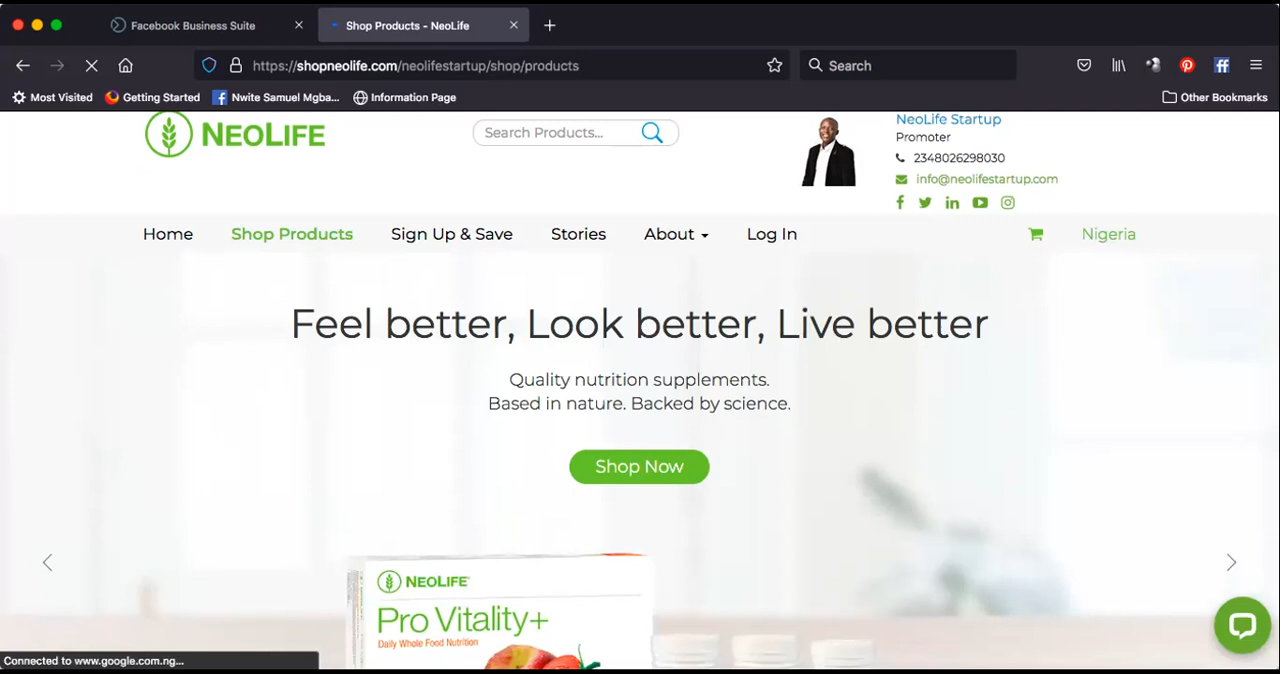 Facebook Business Suite
Shop Products - NeoLife
https://shopneolife.com/neolifestartup/shop/products
Search
Most Visited
Getting Started
Nwite Samuel Mgba...
Information Page
Other Bookmarks
NEOLIFE
Search Products...
NeoLife Startup
Promoter
2348026298030
info@neolifestartup.com
Home
Shop Products
Sign Up & Save
Stories
About
Log In
Nigeria
Feel better, Look better, Live better
Quality nutrition supplements.
Based in nature. Backed by science.
Shop Now
NEOLIFE
Pro Vitality+
Daily Whole Food Nutrition
Connected to www.google.com.ng...